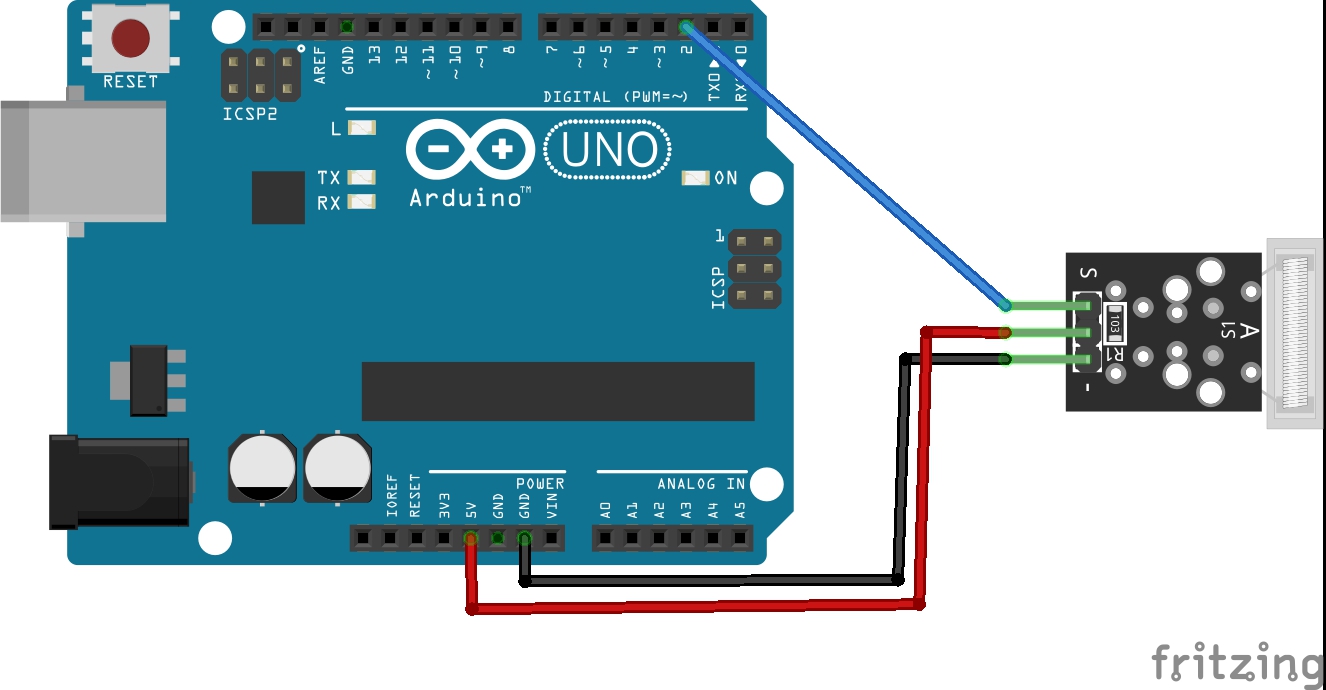 RESET
ICSP2
AREF
GND
13
12
~11
~10
~9
8
7
~6
~5
4
~3
2
TX0
RX 0
DIGITAL (PWM=~)
L
TX
RX
UNO
Arduino™
ON
1
ICSP
S
103
R1
S1
A
-
IOREF
RESET
3V3
5V
GND
GND
VIN
POWER
ANALOG IN
A0
A1
A2
A3
A4
A5
fritzing